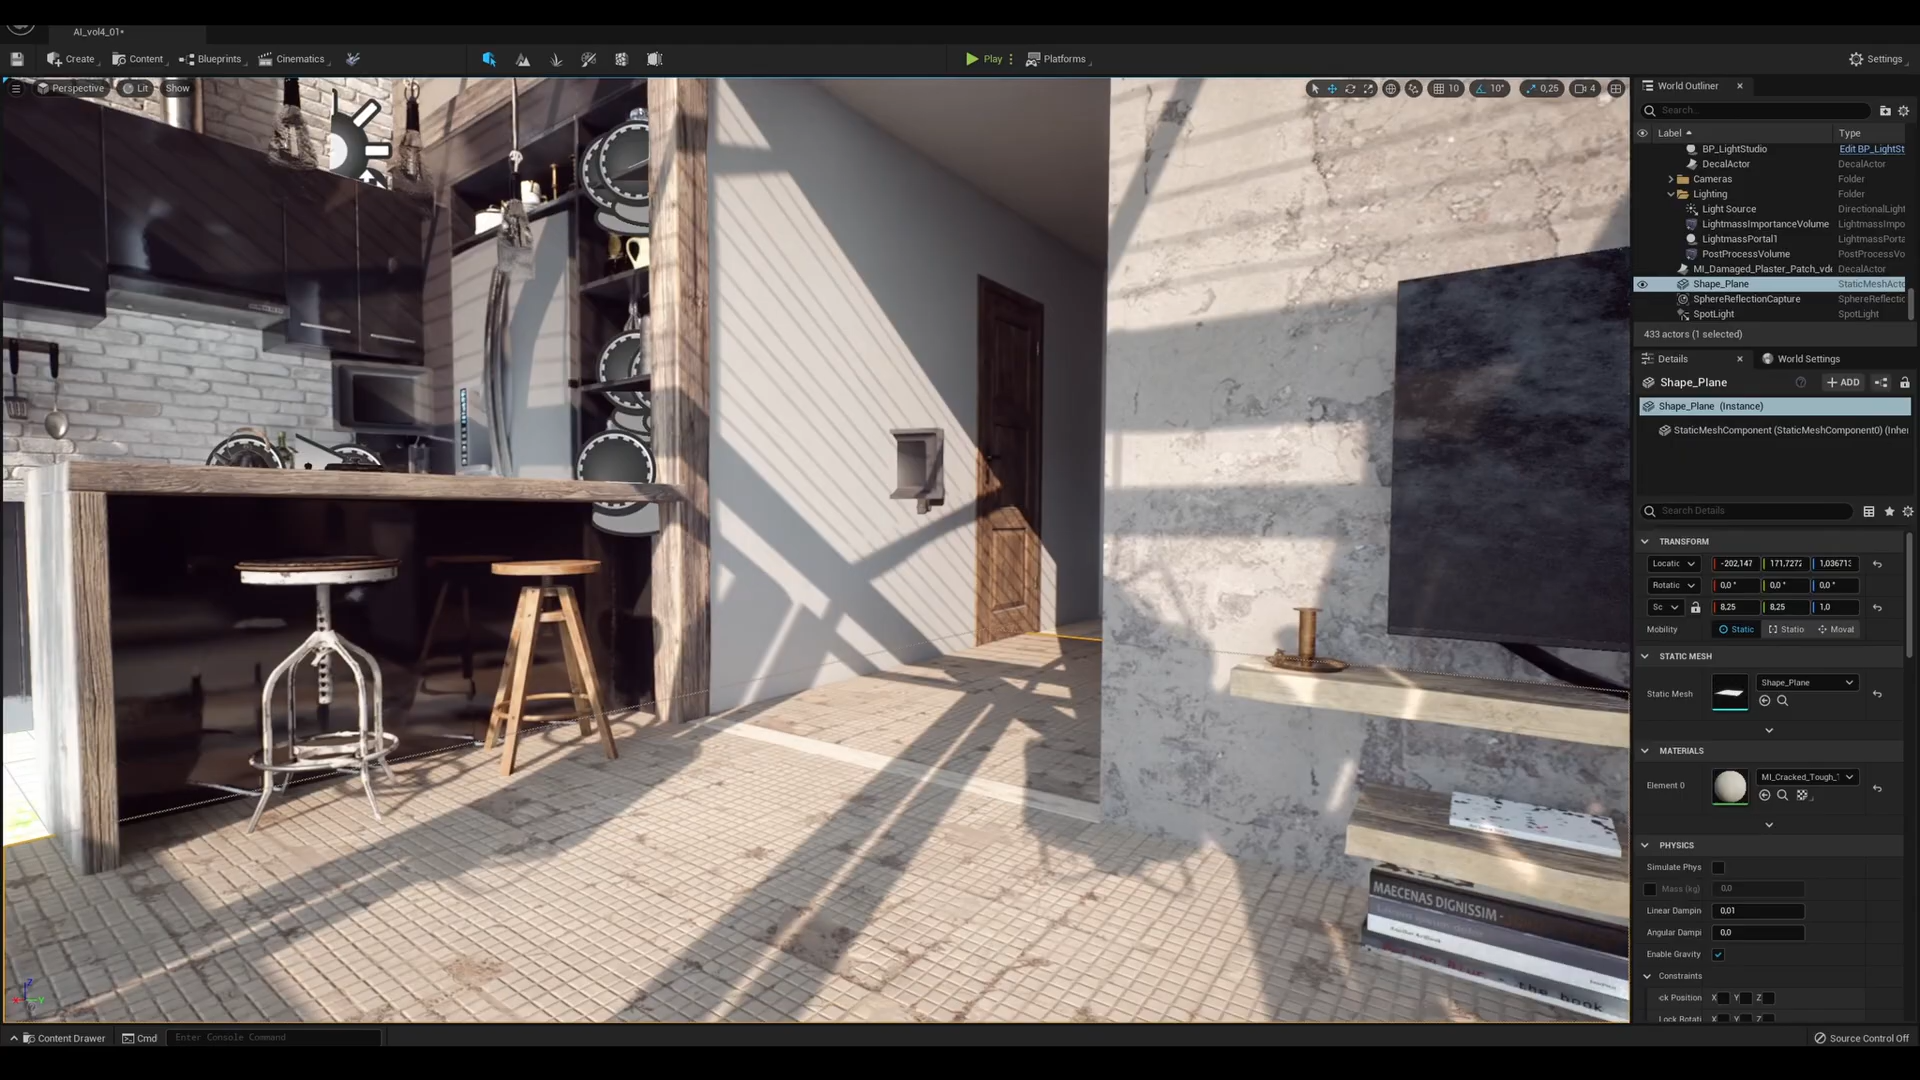 AI_vol4_01*
Create
Content
Blueprints
Cinematics
Play
Platforms
Settings
Perspective
Lit
Show
10
10°
0,25
4
World Outliner
Search...
Label
Type
BP_LightStudio
Edit BP_LightSt
DecalActor
DecalActor
Cameras
Folder
Lighting
Folder
Light Source
DirectionalLight
LightmassImportanceVolume
LightmassImpo
LightmassPortal1
LightmassPorta
PostProcessVolume
PostProcessVo
MI_Damaged_Plaster_Patch_vde
DecalActor
Shape_Plane
StaticMeshActo
SphereReflectionCapture
SphereReflectic
SpotLight
SpotLight
433 actors (1 selected)
Details
World Settings
Shape_Plane
+ ADD
Shape_Plane (Instance)
StaticMeshComponent (StaticMeshComponent0) (Inher
Search Details
TRANSFORM
Locatic
-202,147
171,7272
1,036713
Rotatic
0,0 °
0,0 °
0,0 °
Sc
8,25
8,25
1,0
Mobility
Static
Statio
Moval
STATIC MESH
Static Mesh
Shape_Plane
MATERIALS
Element 0
MI_Cracked_Tough_T
PHYSICS
Simulate Phys
Mass (kg)
0,0
Linear Dampin
0,01
Angular Dampi
0,0
Enable Gravity
Constraints
ck Position
X
Y
Z
Lock Rotati
X
Y
Z
MAECENAS DIGNISSIM -
the book
Content Drawer
Cmd
Enter Console Command
Source Control Off